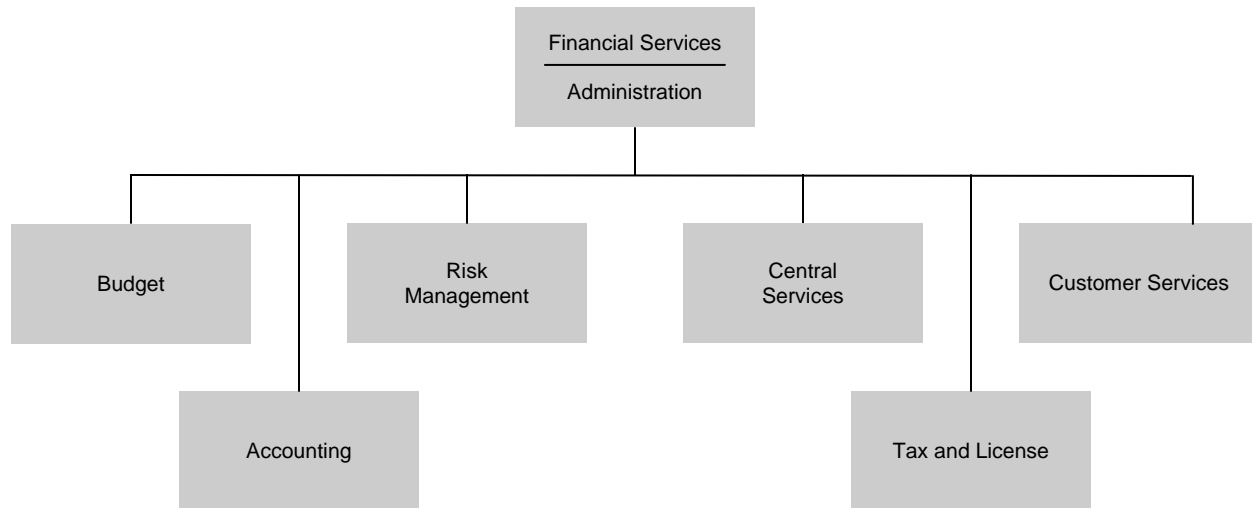 Financial Services
Administration
Budget
Risk
Management
Central
Services
Customer Services
Accounting
Tax and License